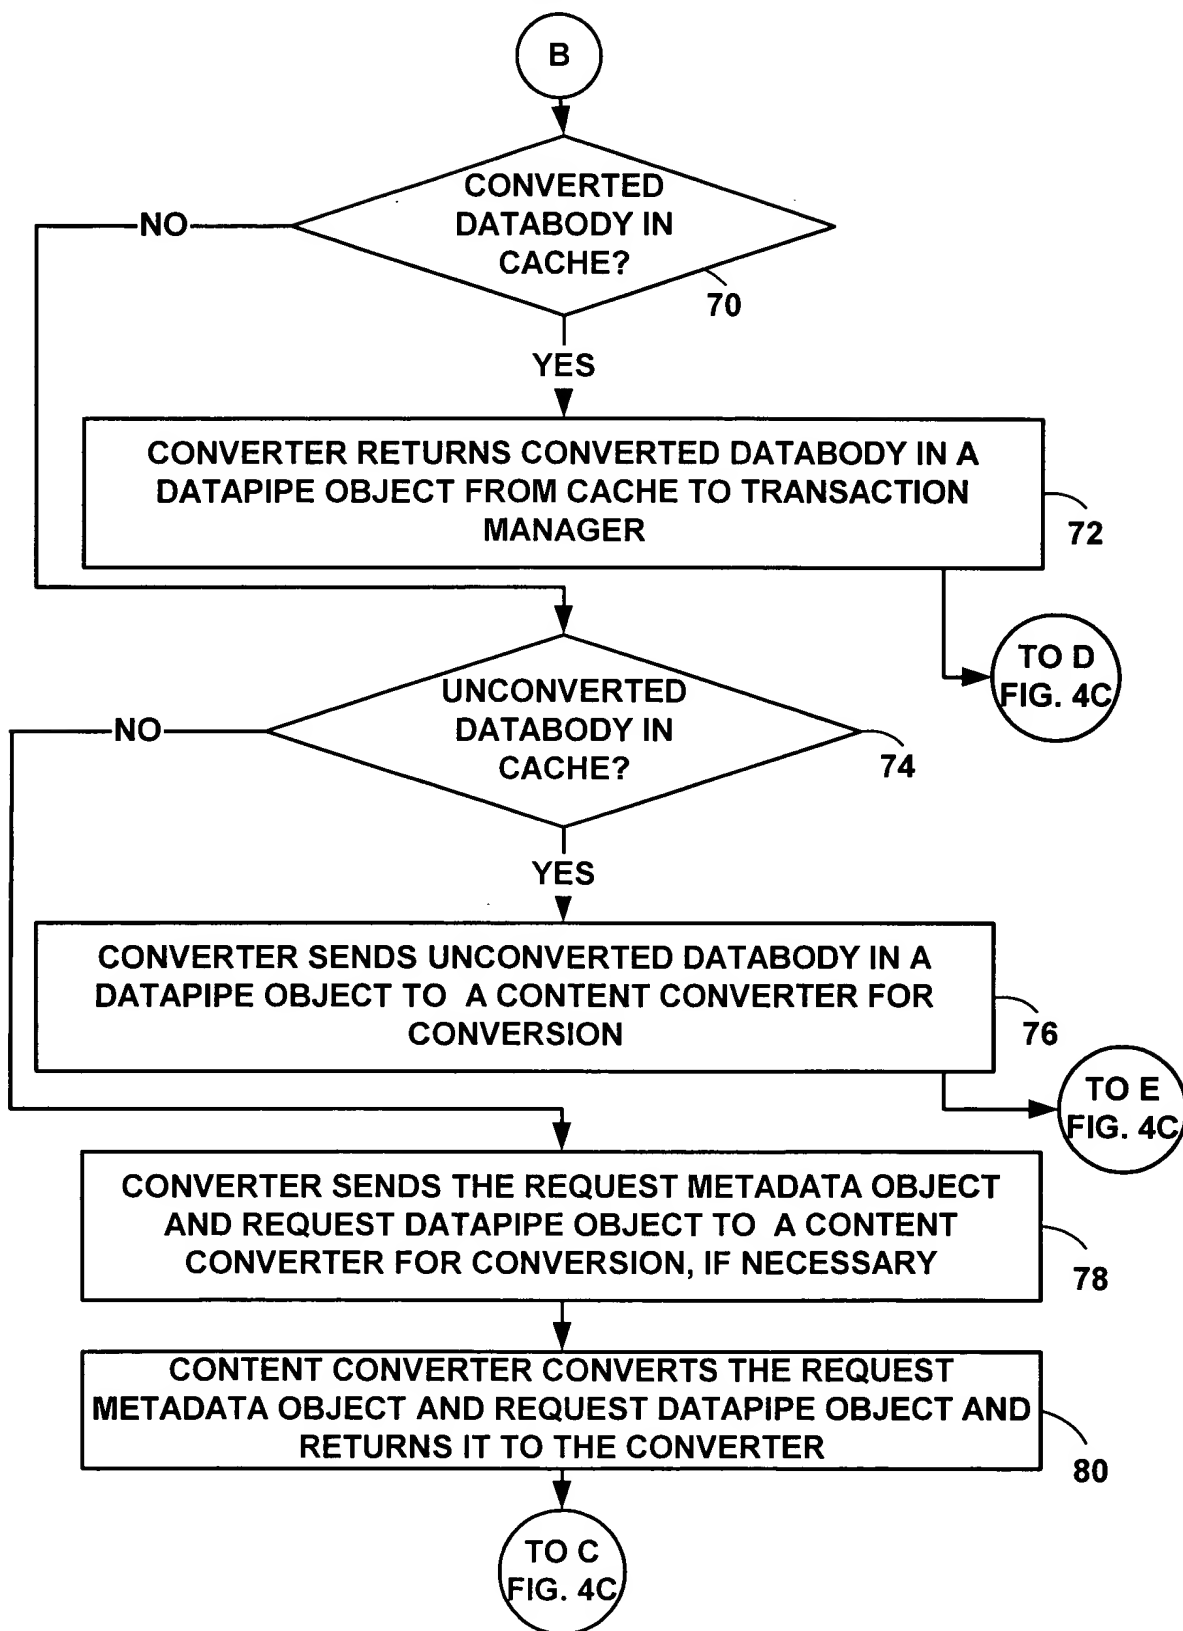 B
CONVERTED
DATABODY IN
CACHE?
NO
70
YES
CONVERTER RETURNS CONVERTED DATABODY IN A
DATAPIPE OBJECT FROM CACHE TO TRANSACTION
MANAGER
72
TO D
FIG. 4C
UNCONVERTED
DATABODY IN
CACHE?
NO
74
YES
CONVERTER SENDS UNCONVERTED DATABODY IN A
DATAPIPE OBJECT TO A CONTENT CONVERTER FOR
CONVERSION
76
TO E
FIG. 4C
CONVERTER SENDS THE REQUEST METADATA OBJECT
AND REQUEST DATAPIPE OBJECT TO A CONTENT
CONVERTER FOR CONVERSION, IF NECESSARY
78
CONTENT CONVERTER CONVERTS THE REQUEST
METADATA OBJECT AND REQUEST DATAPIPE OBJECT AND
RETURNS IT TO THE CONVERTER
80
TO C
FIG. 4C